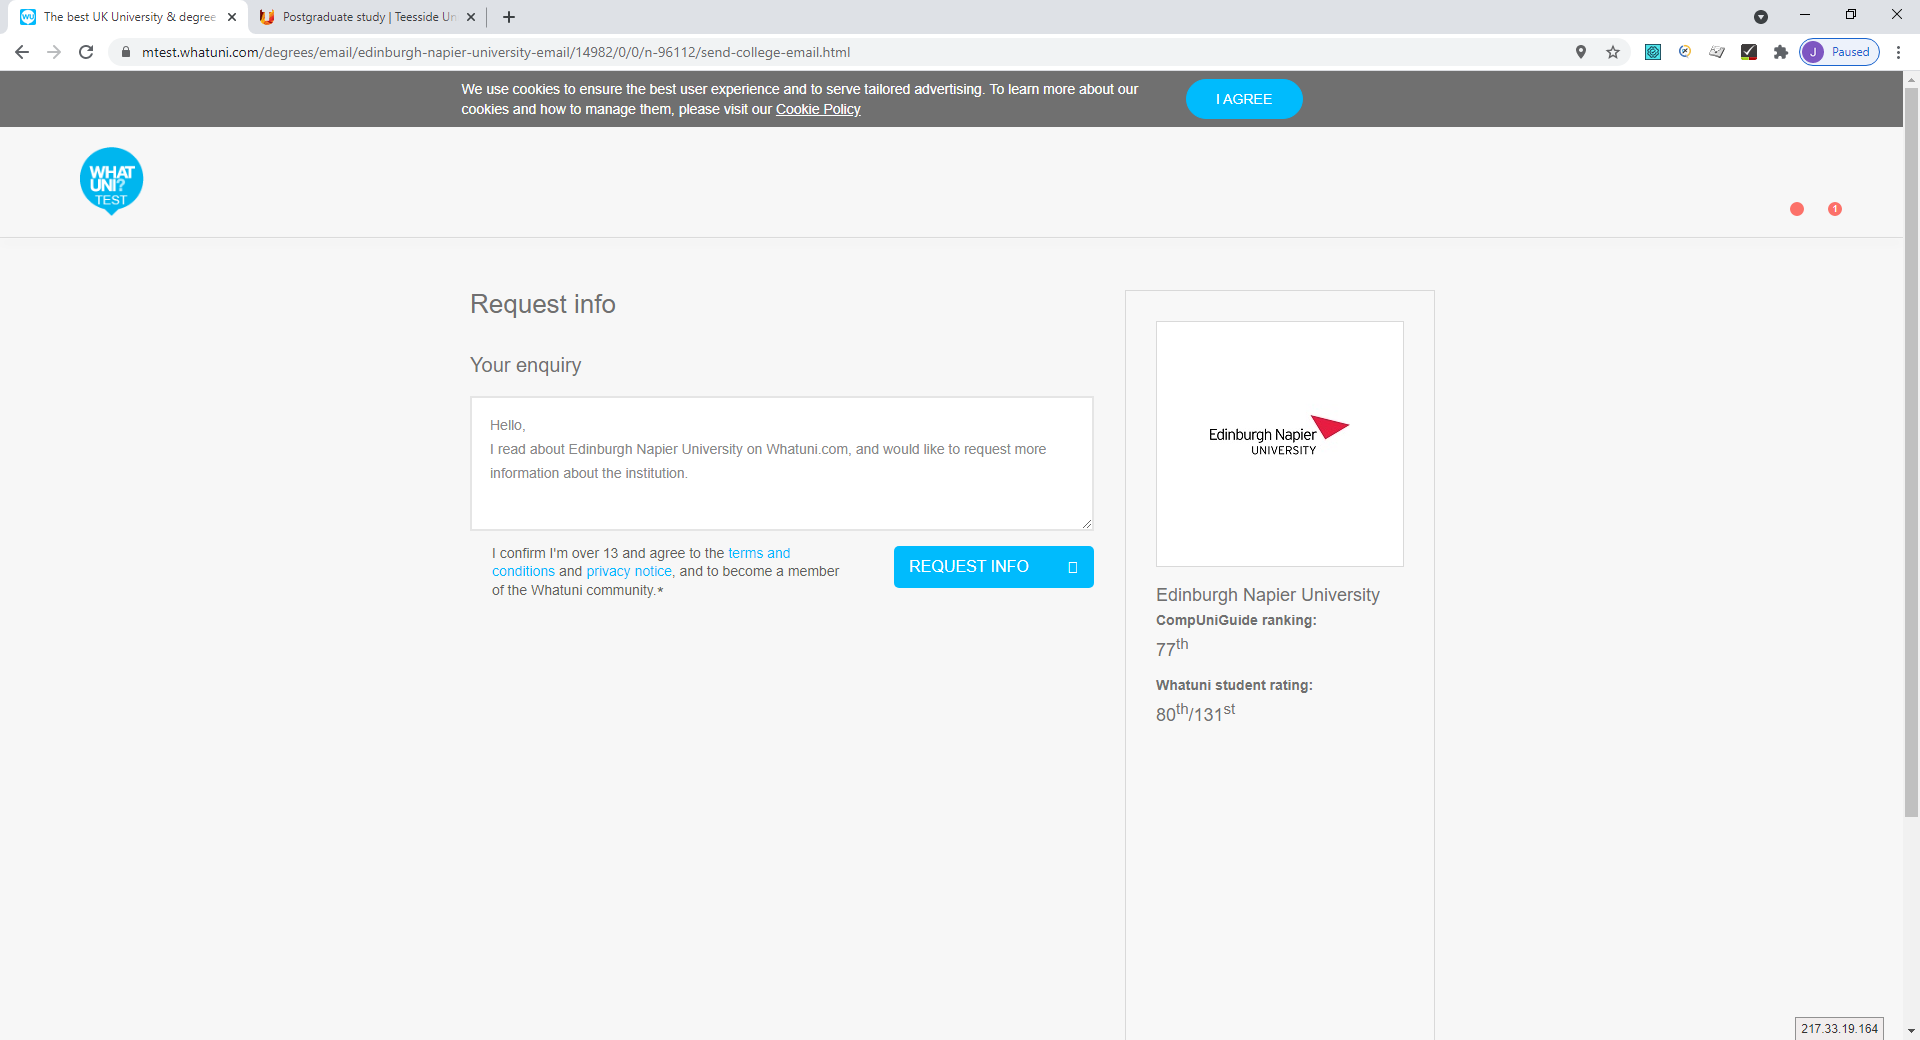 The best UK University & degree
Postgraduate study | Teesside Un
mtest.whatuni.com/degrees/email/edinburgh-napier-university-email/14982/0/0/n-96112/send-college-email.html
J Paused
We use cookies to ensure the best user experience and to serve tailored advertising. To learn more about our
cookies and how to manage them, please visit our Cookie Policy
I AGREE
WHAT
UNI?
TEST
1
Request info
Your enquiry
Hello,
I read about Edinburgh Napier University on Whatuni.com, and would like to request more
information about the institution.
I confirm I'm over 13 and agree to the terms and
conditions and privacy notice, and to become a member
of the Whatuni community.*
REQUEST INFO
Edinburgh Napier
UNIVERSITY
Edinburgh Napier University
CompUniGuide ranking:
77th
Whatuni student rating:
80th/131st
217.33.19.164